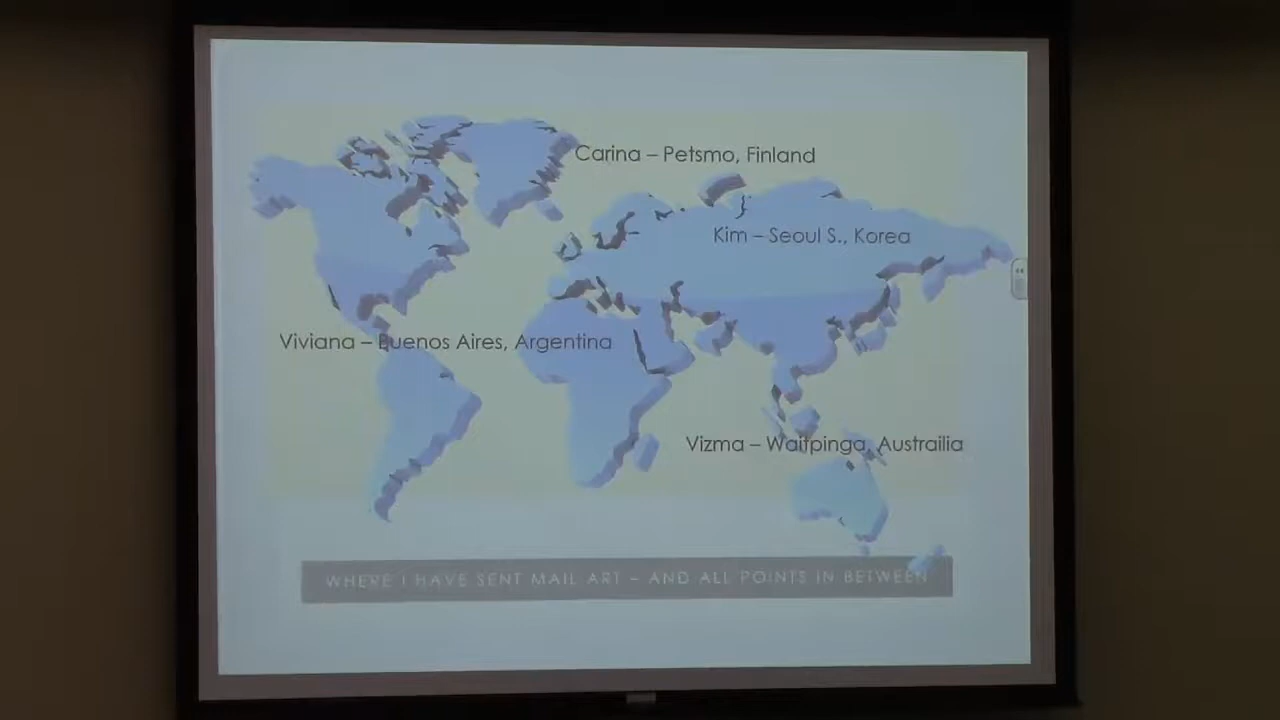 Carina – Petsmo, Finland
Kim – Seoul S., Korea
Viviana – Buenos Aires, Argentina
Vizma – Waitpinga, Austrailia
WHERE I HAVE SENT MAIL ART – AND ALL POINTS IN BETWEEN